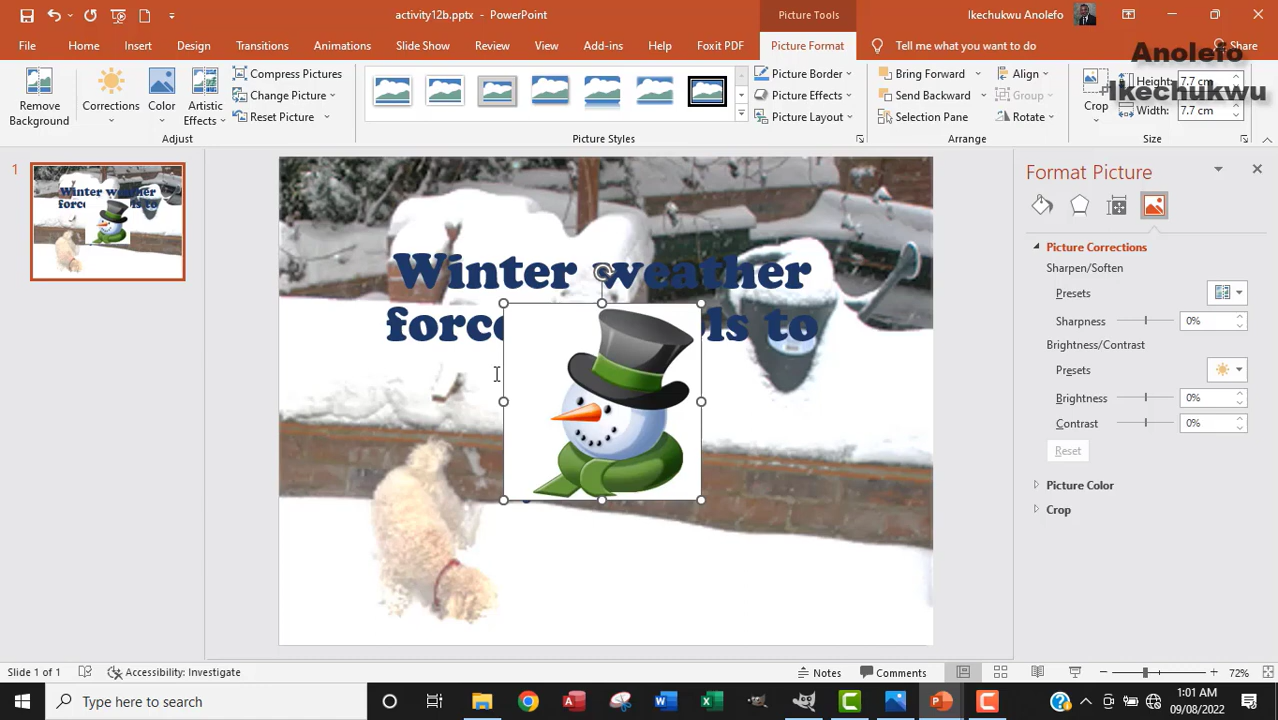 activity12b.pptx - PowerPoint
Picture Tools
Ikechukwu Anolefo
File Home Insert Design Transitions Animations Slide Show Review View Add-ins Help Foxit PDF Picture Format Tell me what you want to do Share
Anolefo
Ikechukwu
Remove Background
Corrections
Color
Artistic Effects
Compress Pictures
Change Picture
Reset Picture
Adjust
Picture Styles
Picture Border
Picture Effects
Picture Layout
Bring Forward
Send Backward
Selection Pane
Align
Group
Rotate
Arrange
Crop
Height: 7.7 cm
Width: 7.7 cm
Size
1
Winter weather
ls to
Format Picture
Picture Corrections
Sharpen/Soften
Presets
Sharpness 0%
Brightness/Contrast
Presets
Brightness 0%
Contrast 0%
Reset
Picture Color
Crop
Winter weather
forc ls to
Slide 1 of 1 Accessibility: Investigate Notes Comments 72%
Type here to search
1:01 AM
09/08/2022